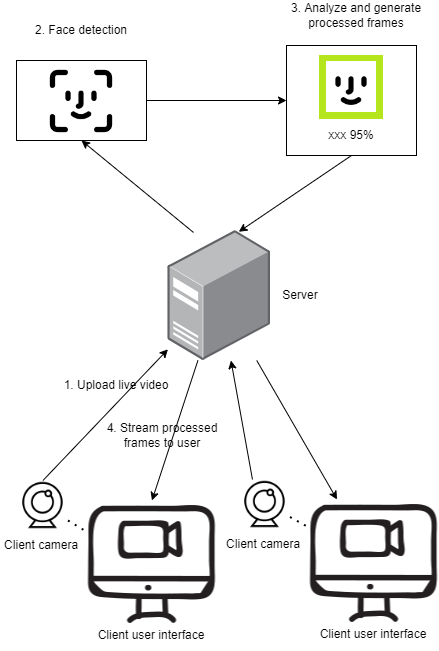 3. Analyze and generate
processed frames
2. Face detection
xxx 95%
Server
1. Upload live video
4. Stream processed
frames to user
Client camera
Client camera
Client user interface
Client user interface